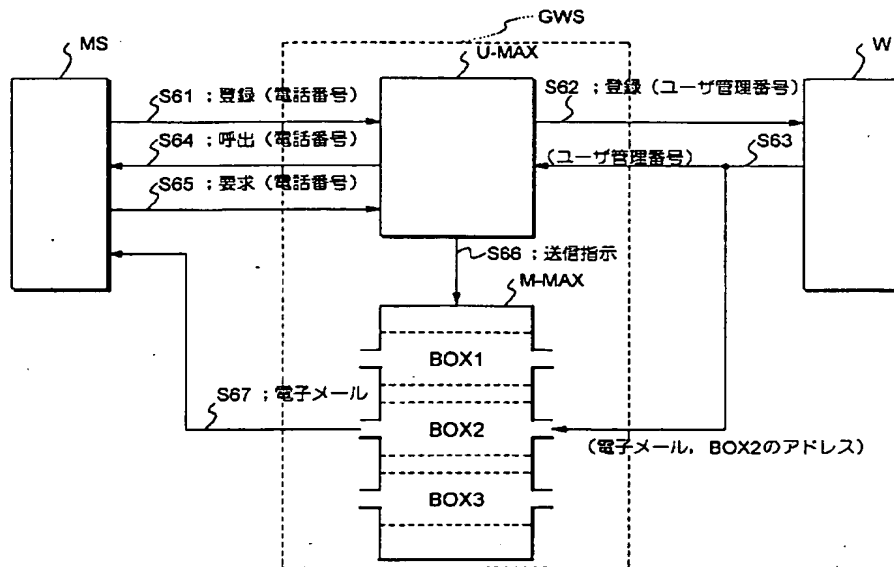 GWS
MS
U-MAX
W
S61 ; 登録 (電話番号)
S62 ; 登録 (ユーザ管理番号)
S64 ; 呼出 (電話番号)
(ユーザ管理番号)
S63
S65 ; 要求 (電話番号)
S66 ; 送信指示
M-MAX
BOX1
S67 ; 電子メール
BOX2
(電子メール, BOX2のアドレス)
BOX3